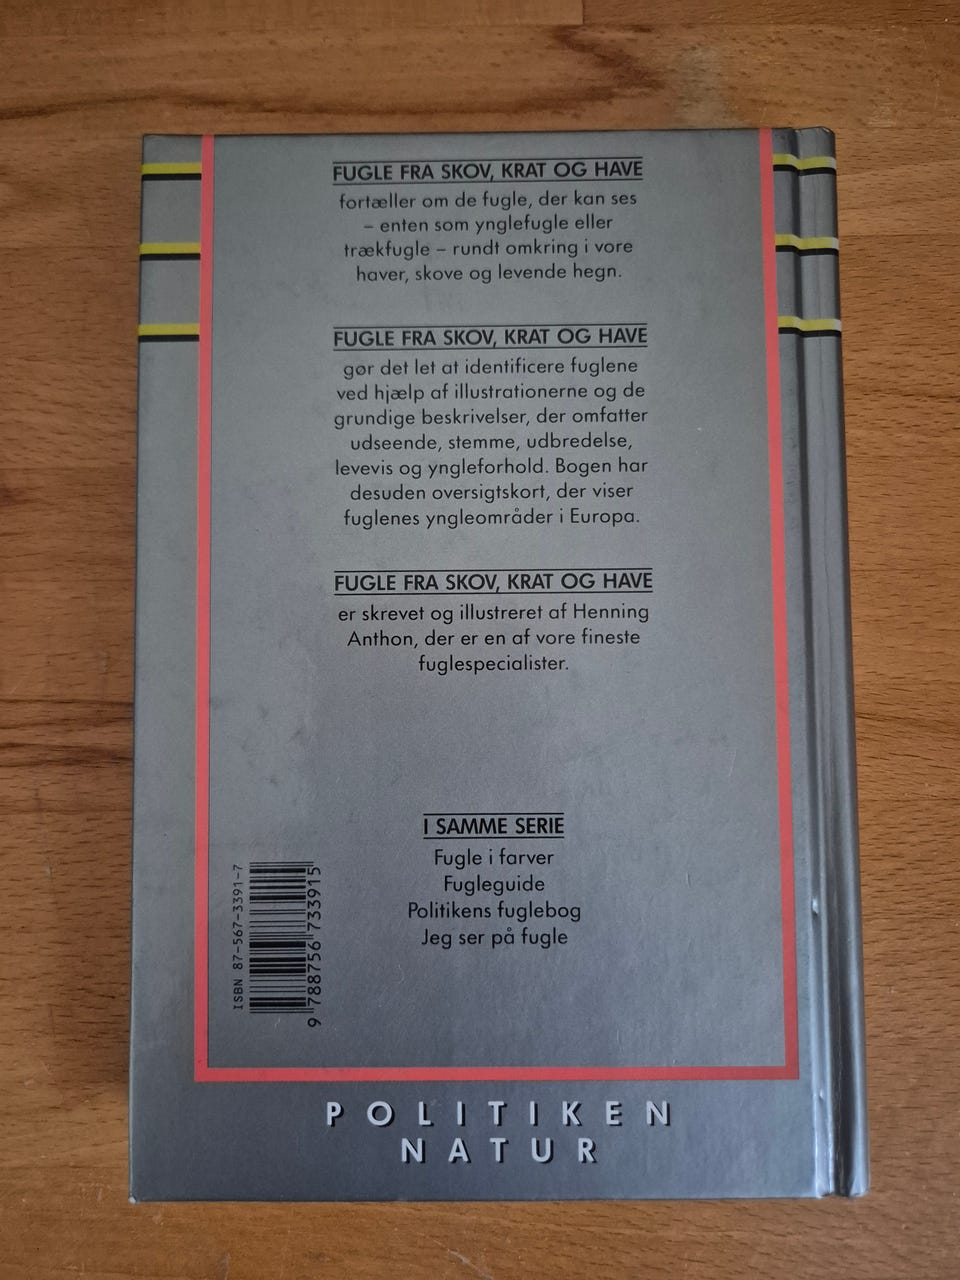 FUGLE FRA SKOV, KRAT OG HAVE
fortæller om de fugle, der kan ses
– enten som ynglefugle eller
trækfugle – rundt omkring i vore
haver, skove og levende hegn.
FUGLE FRA SKOV, KRAT OG HAVE
gør det let at identificere fuglene
ved hjælp af illustrationerne og de
grundige beskrivelser, der omfatter
udseende, stemme, udbredelse,
levevis og yngleforhold. Bogen har
desuden oversigtskort, der viser
fuglenes yngleområder i Europa.
FUGLE FRA SKOV, KRAT OG HAVE
er skrevet og illustreret af Henning
Anthon, der er en af vore fineste
fuglespecialister.
I SAMME SERIE
Fugle i farver
Fugleguide
Politikens fuglebog
Jeg ser på fugle
ISBN 87-567-3391-7
9 788756 733915
POLITIKEN
NATUR